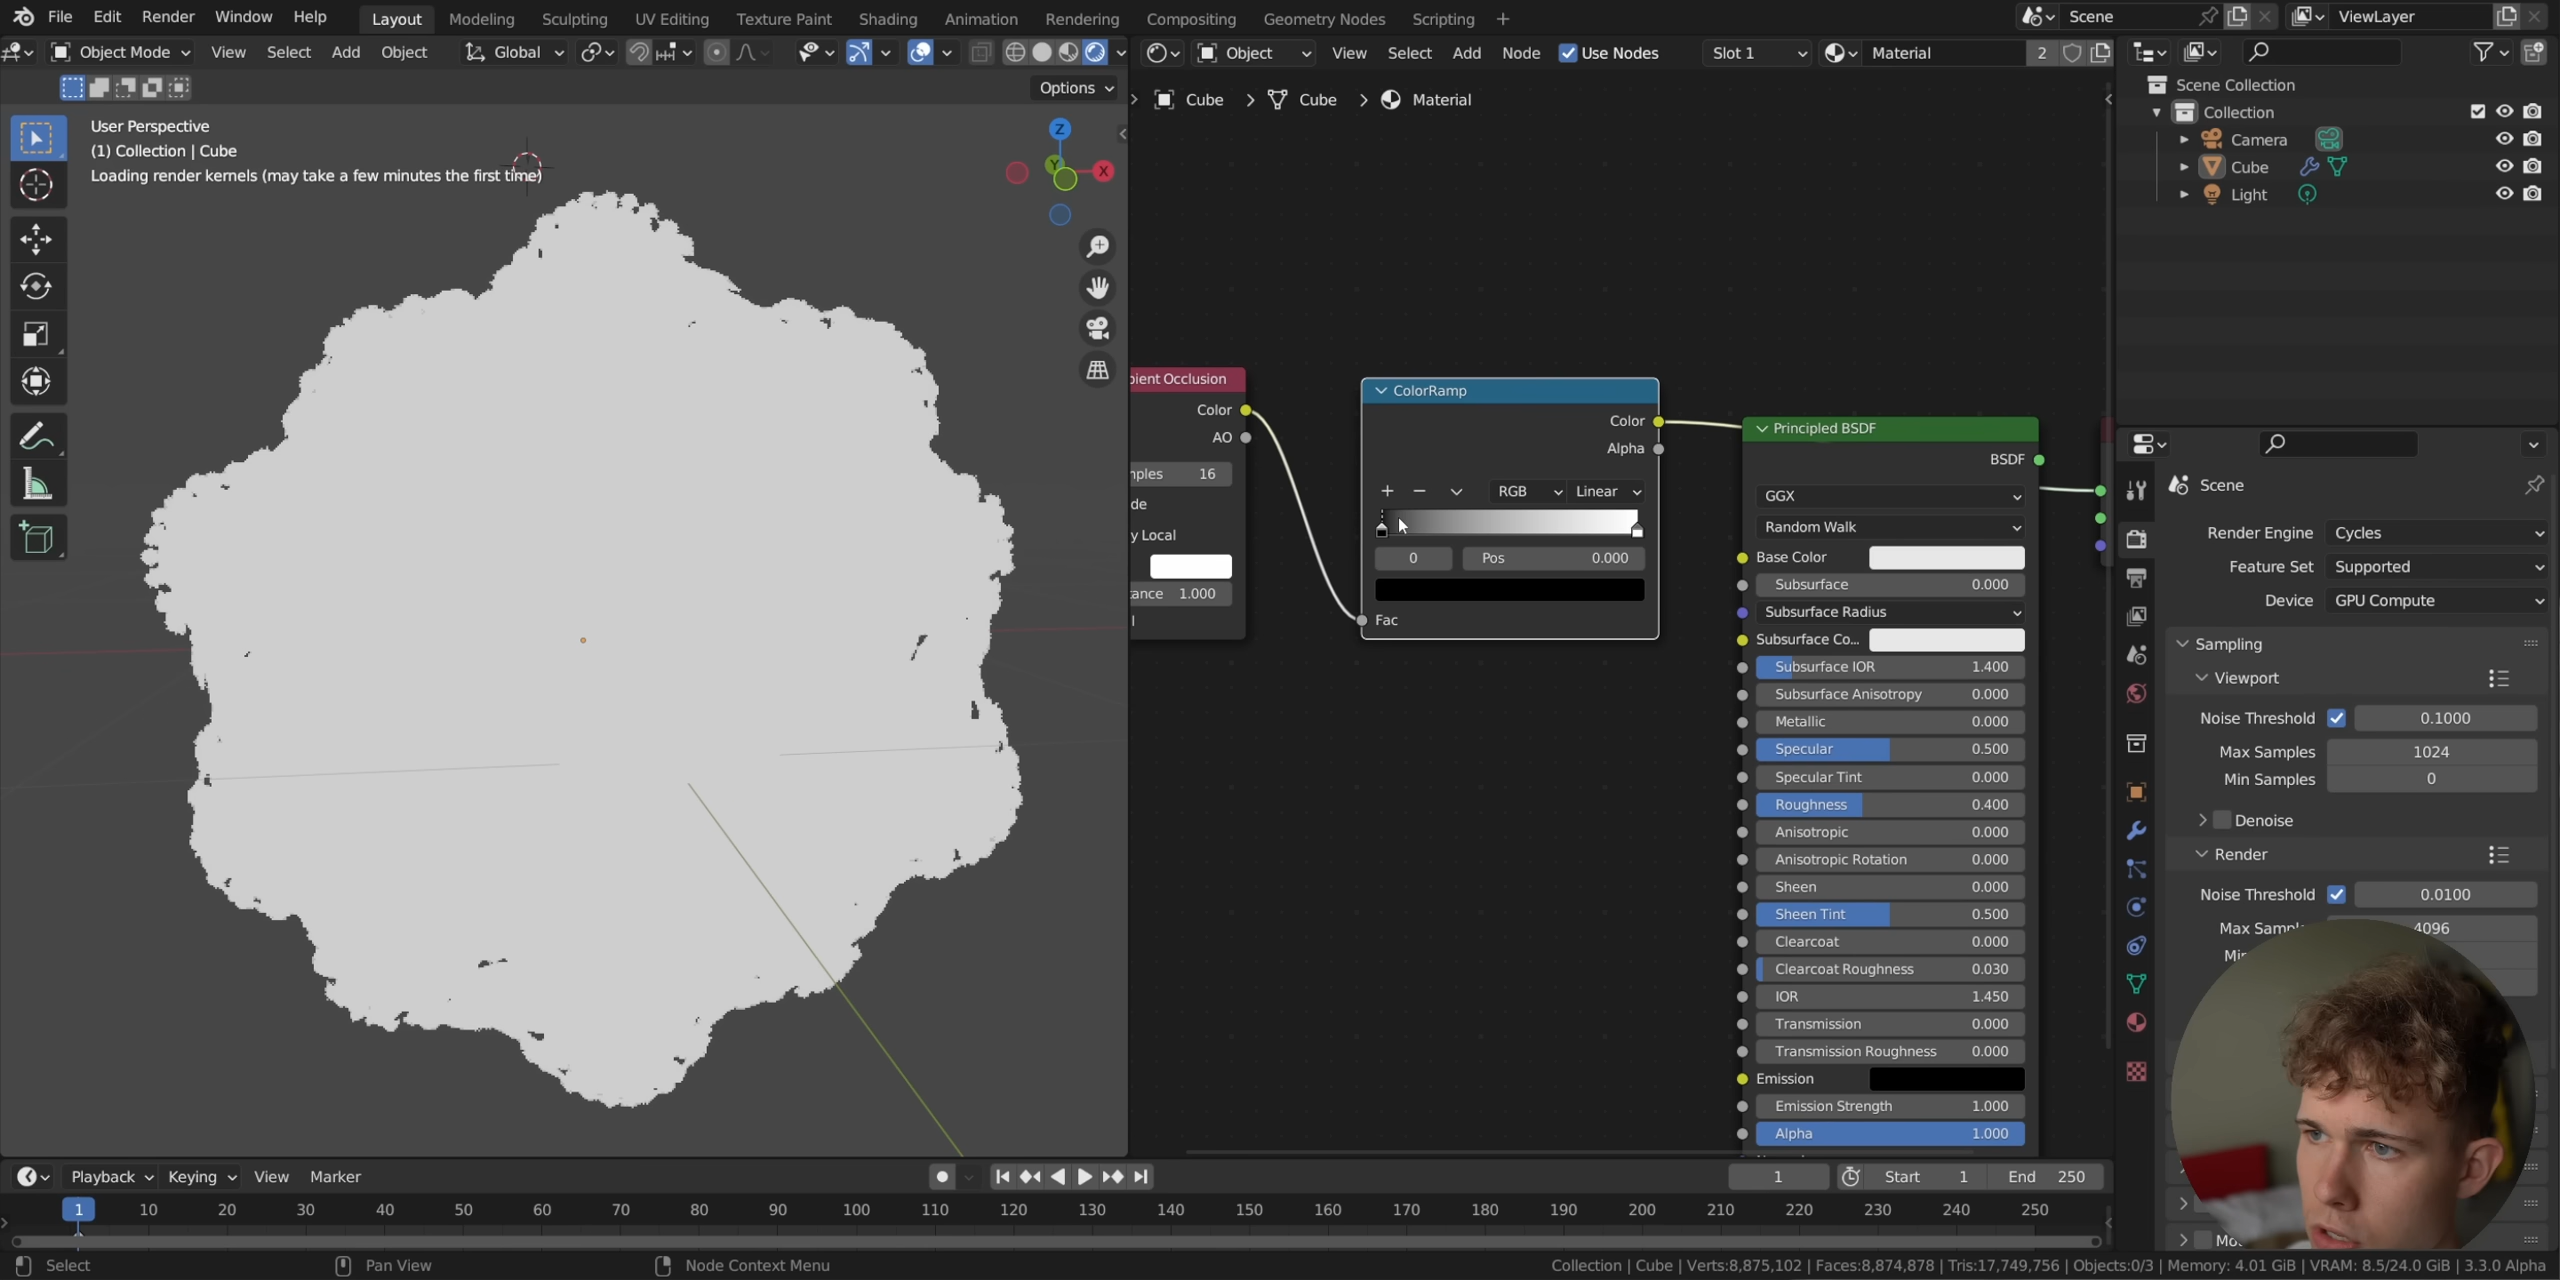 File Edit Render Window Help Layout Modeling Sculpting UV Editing Texture Paint Shading Animation Rendering Compositing Geometry Nodes Scripting + Scene ViewLayer
Object Mode View Select Add Object Global
Object View Select Add Node Use Nodes Slot 1 Material 2
Options
User Perspective
(1) Collection | Cube
Loading render kernels (may take a few minutes the first time)
Z
Y
X
Cube > Cube > Material
bient Occlusion
Color
AO
nples 16
de
y Local
ance 1.000
l
ColorRamp
Color
Alpha
+ − RGB Linear
0 Pos 0.000
Fac
Principled BSDF
BSDF
GGX
Random Walk
Base Color
Subsurface 0.000
Subsurface Radius
Subsurface Co...
Subsurface IOR 1.400
Subsurface Anisotropy 0.000
Metallic 0.000
Specular 0.500
Specular Tint 0.000
Roughness 0.400
Anisotropic 0.000
Anisotropic Rotation 0.000
Sheen 0.000
Sheen Tint 0.500
Clearcoat 0.000
Clearcoat Roughness 0.030
IOR 1.450
Transmission 0.000
Transmission Roughness 0.000
Emission
Emission Strength 1.000
Alpha 1.000
Scene Collection
Collection
Camera
Cube
Light
Scene
Render Engine Cycles
Feature Set Supported
Device GPU Compute
Sampling
Viewport
Noise Threshold 0.1000
Max Samples 1024
Min Samples 0
Denoise
Render
Noise Threshold 0.0100
Max Sampl 4096
Mi
Mo
Playback Keying View Marker
1 Start 1 End 250
1 10 20 30 40 50 60 70 80 90 100 110 120 130 140 150 160 170 180 190 200 210 220 230 240 250
Select Pan View Node Context Menu
Collection | Cube | Verts:8,875,102 | Faces:8,874,878 | Tris:17,749,756 | Objects:0/3 | Memory: 4.01 GiB | VRAM: 8.5/24.0 GiB | 3.3.0 Alpha